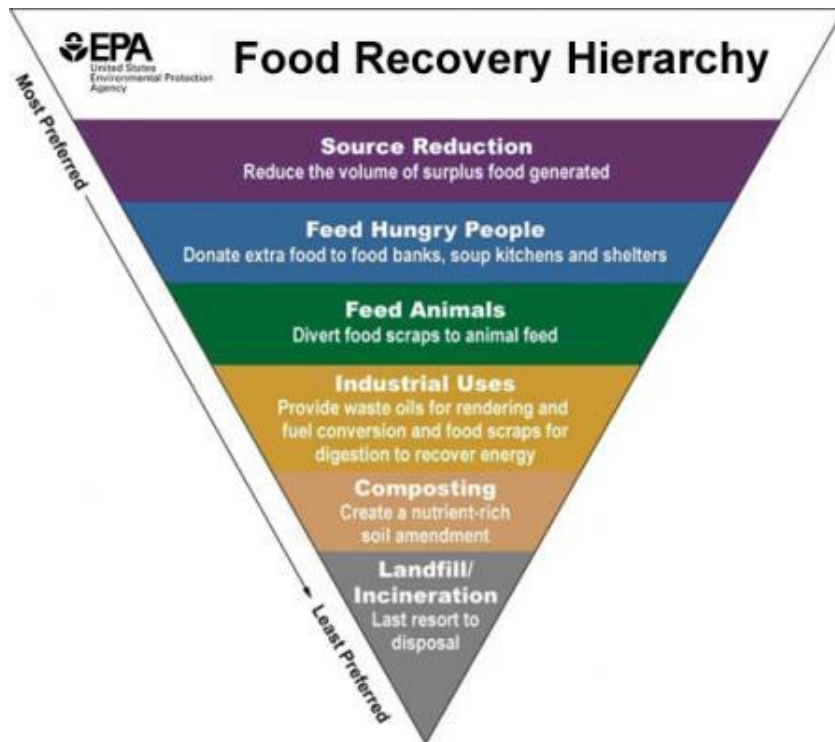 EPA
United States
Environmental Protection
Agency
Food Recovery Hierarchy
Most Preferred
Source Reduction
Reduce the volume of surplus food generated
Feed Hungry People
Donate extra food to food banks, soup kitchens and shelters
Feed Animals
Divert food scraps to animal feed
Industrial Uses
Provide waste oils for rendering and
fuel conversion and food scraps for
digestion to recover energy
Composting
Create a nutrient-rich
soil amendment
Landfill/
Incineration
Last resort to
disposal
Least Preferred